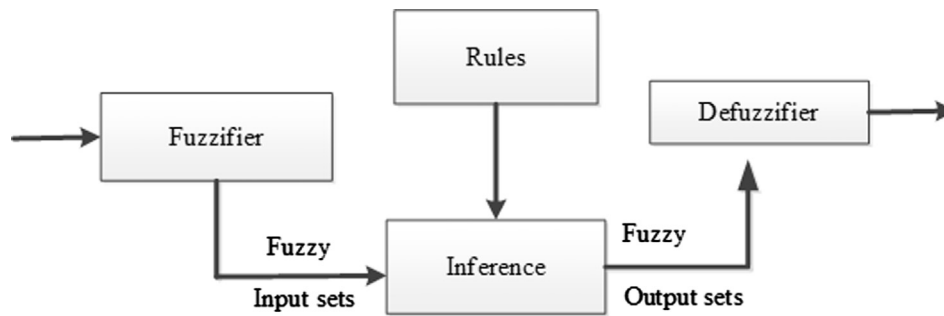 Rules
Defuzzifier
Fuzzifier
Fuzzy
Input sets
Inference
Fuzzy
Output sets